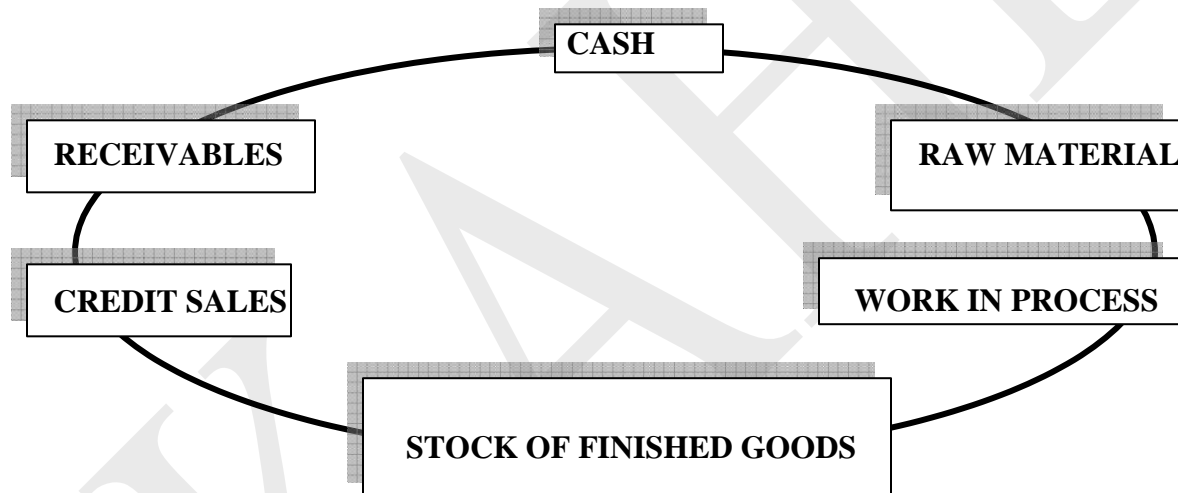 CASH
RECEIVABLES
RAW MATERIAL
CREDIT SALES
WORK IN PROCESS
STOCK OF FINISHED GOODS